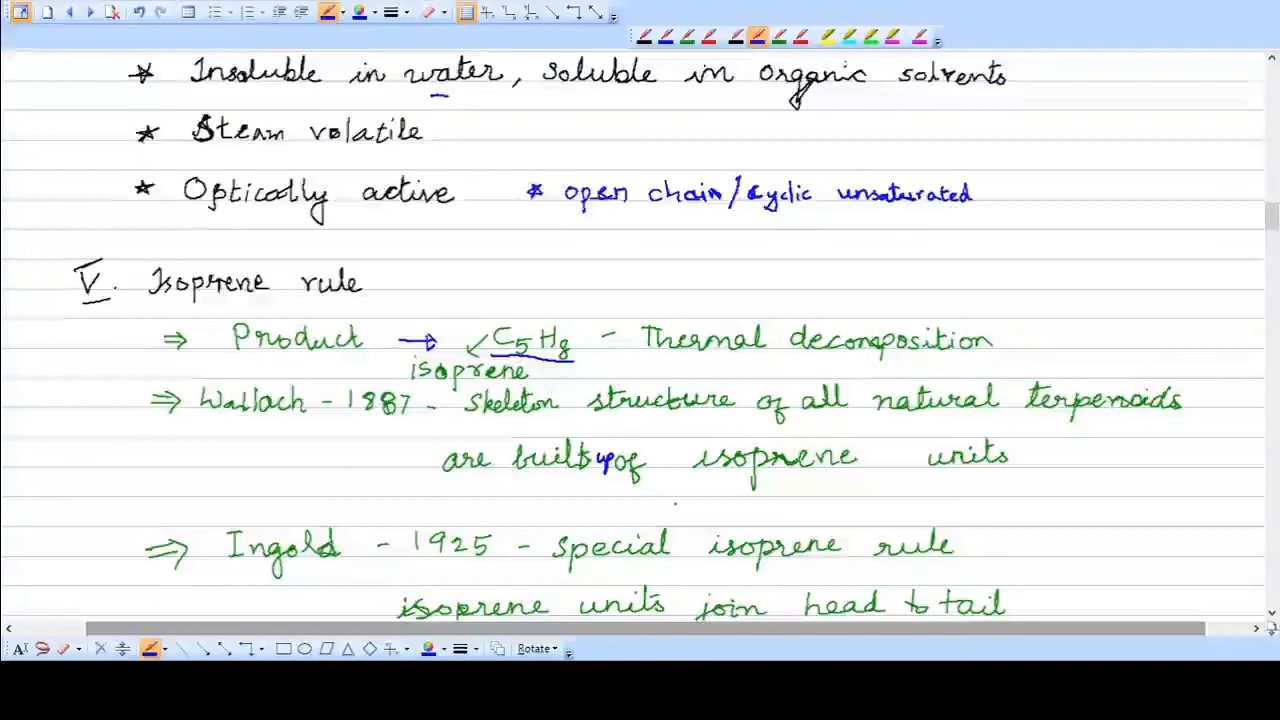 * Insoluble in water, soluble in organic solvents
* Steam volatile
* Optically active * open chain/cyclic unsaturated
V. Isoprene rule
⇒ Product → C5H8 - Thermal decomposition
isoprene
⇒ Wallach - 1887 - Skeleton structure of all natural terpenoids
are built up of isoprene units
⇒ Ingold - 1925 - special isoprene rule
isoprene units join head to tail
Rotate